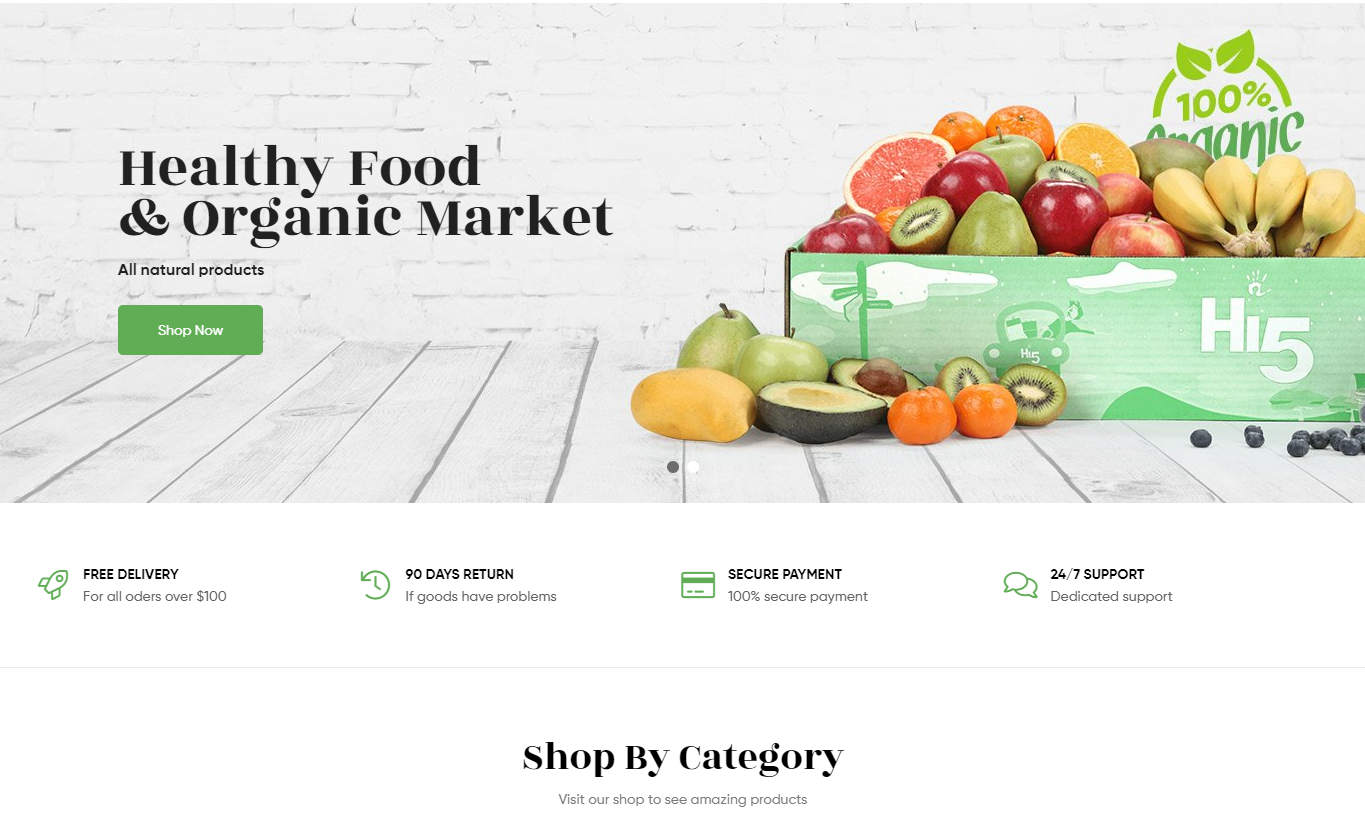 100%
Organic
Healthy Food
& Organic Market
All natural products
Shop Now
Hi5
Hi5
FREE DELIVERY
For all oders over $100
90 DAYS RETURN
If goods have problems
SECURE PAYMENT
100% secure payment
24/7 SUPPORT
Dedicated support
Shop By Category
Visit our shop to see amazing products